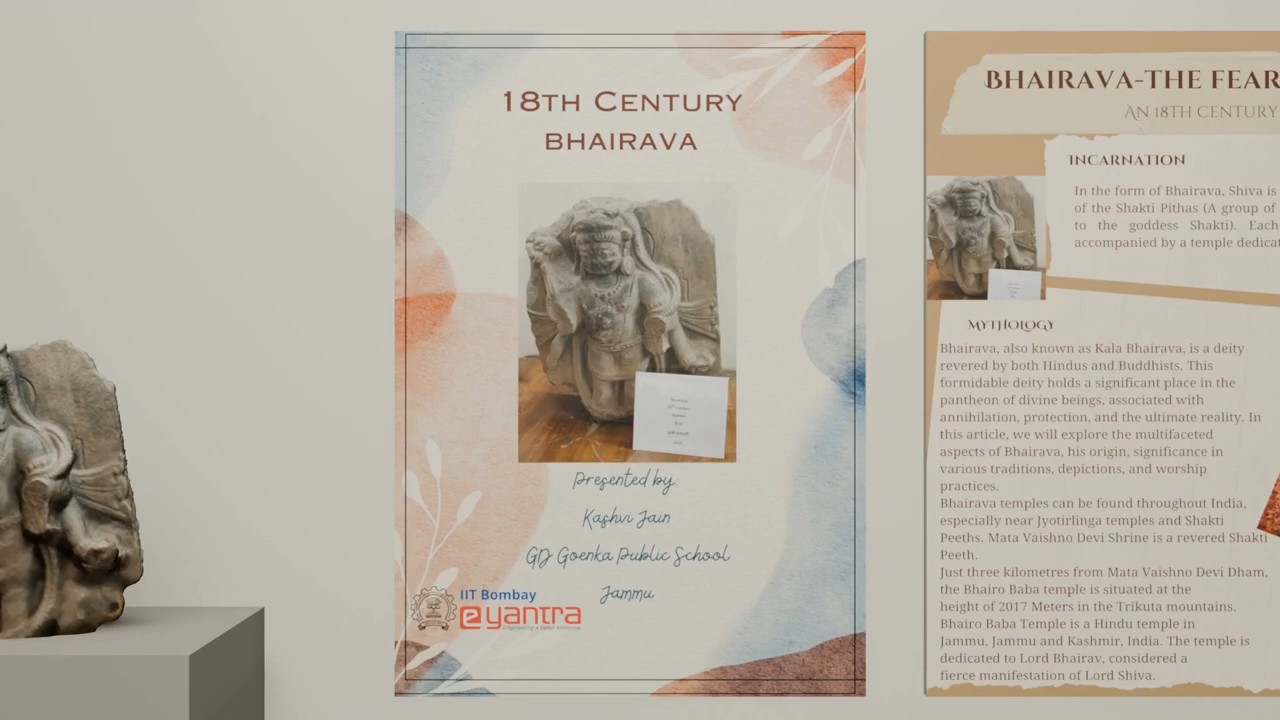 18TH CENTURY
BHAIRAVA
Presented by
Kashvi Jain
GD Goenka Public School
Jammu
IIT Bombay
e yantra
Engineering a better tomorrow
BHAIRAVA-THE FEAR
AN 18TH CENTURY
INCARNATION
In the form of Bhairava, Shiva is
of the Shakti Pithas (A group of
to the goddess Shakti). Each
accompanied by a temple dedicat
MYTHOLOGY
Bhairava, also known as Kala Bhairava, is a deity
revered by both Hindus and Buddhists. This
formidable deity holds a significant place in the
pantheon of divine beings, associated with
annihilation, protection, and the ultimate reality. In
this article, we will explore the multifaceted
aspects of Bhairava, his origin, significance in
various traditions, depictions, and worship
practices.
Bhairava temples can be found throughout India,
especially near Jyotirlinga temples and Shakti
Peeths. Mata Vaishno Devi Shrine is a revered Shakti
Peeth.
Just three kilometres from Mata Vaishno Devi Dham,
the Bhairo Baba temple is situated at the
height of 2017 Meters in the Trikuta mountains.
Bhairo Baba Temple is a Hindu temple in
Jammu, Jammu and Kashmir, India. The temple is
dedicated to Lord Bhairav, considered a
fierce manifestation of Lord Shiva.